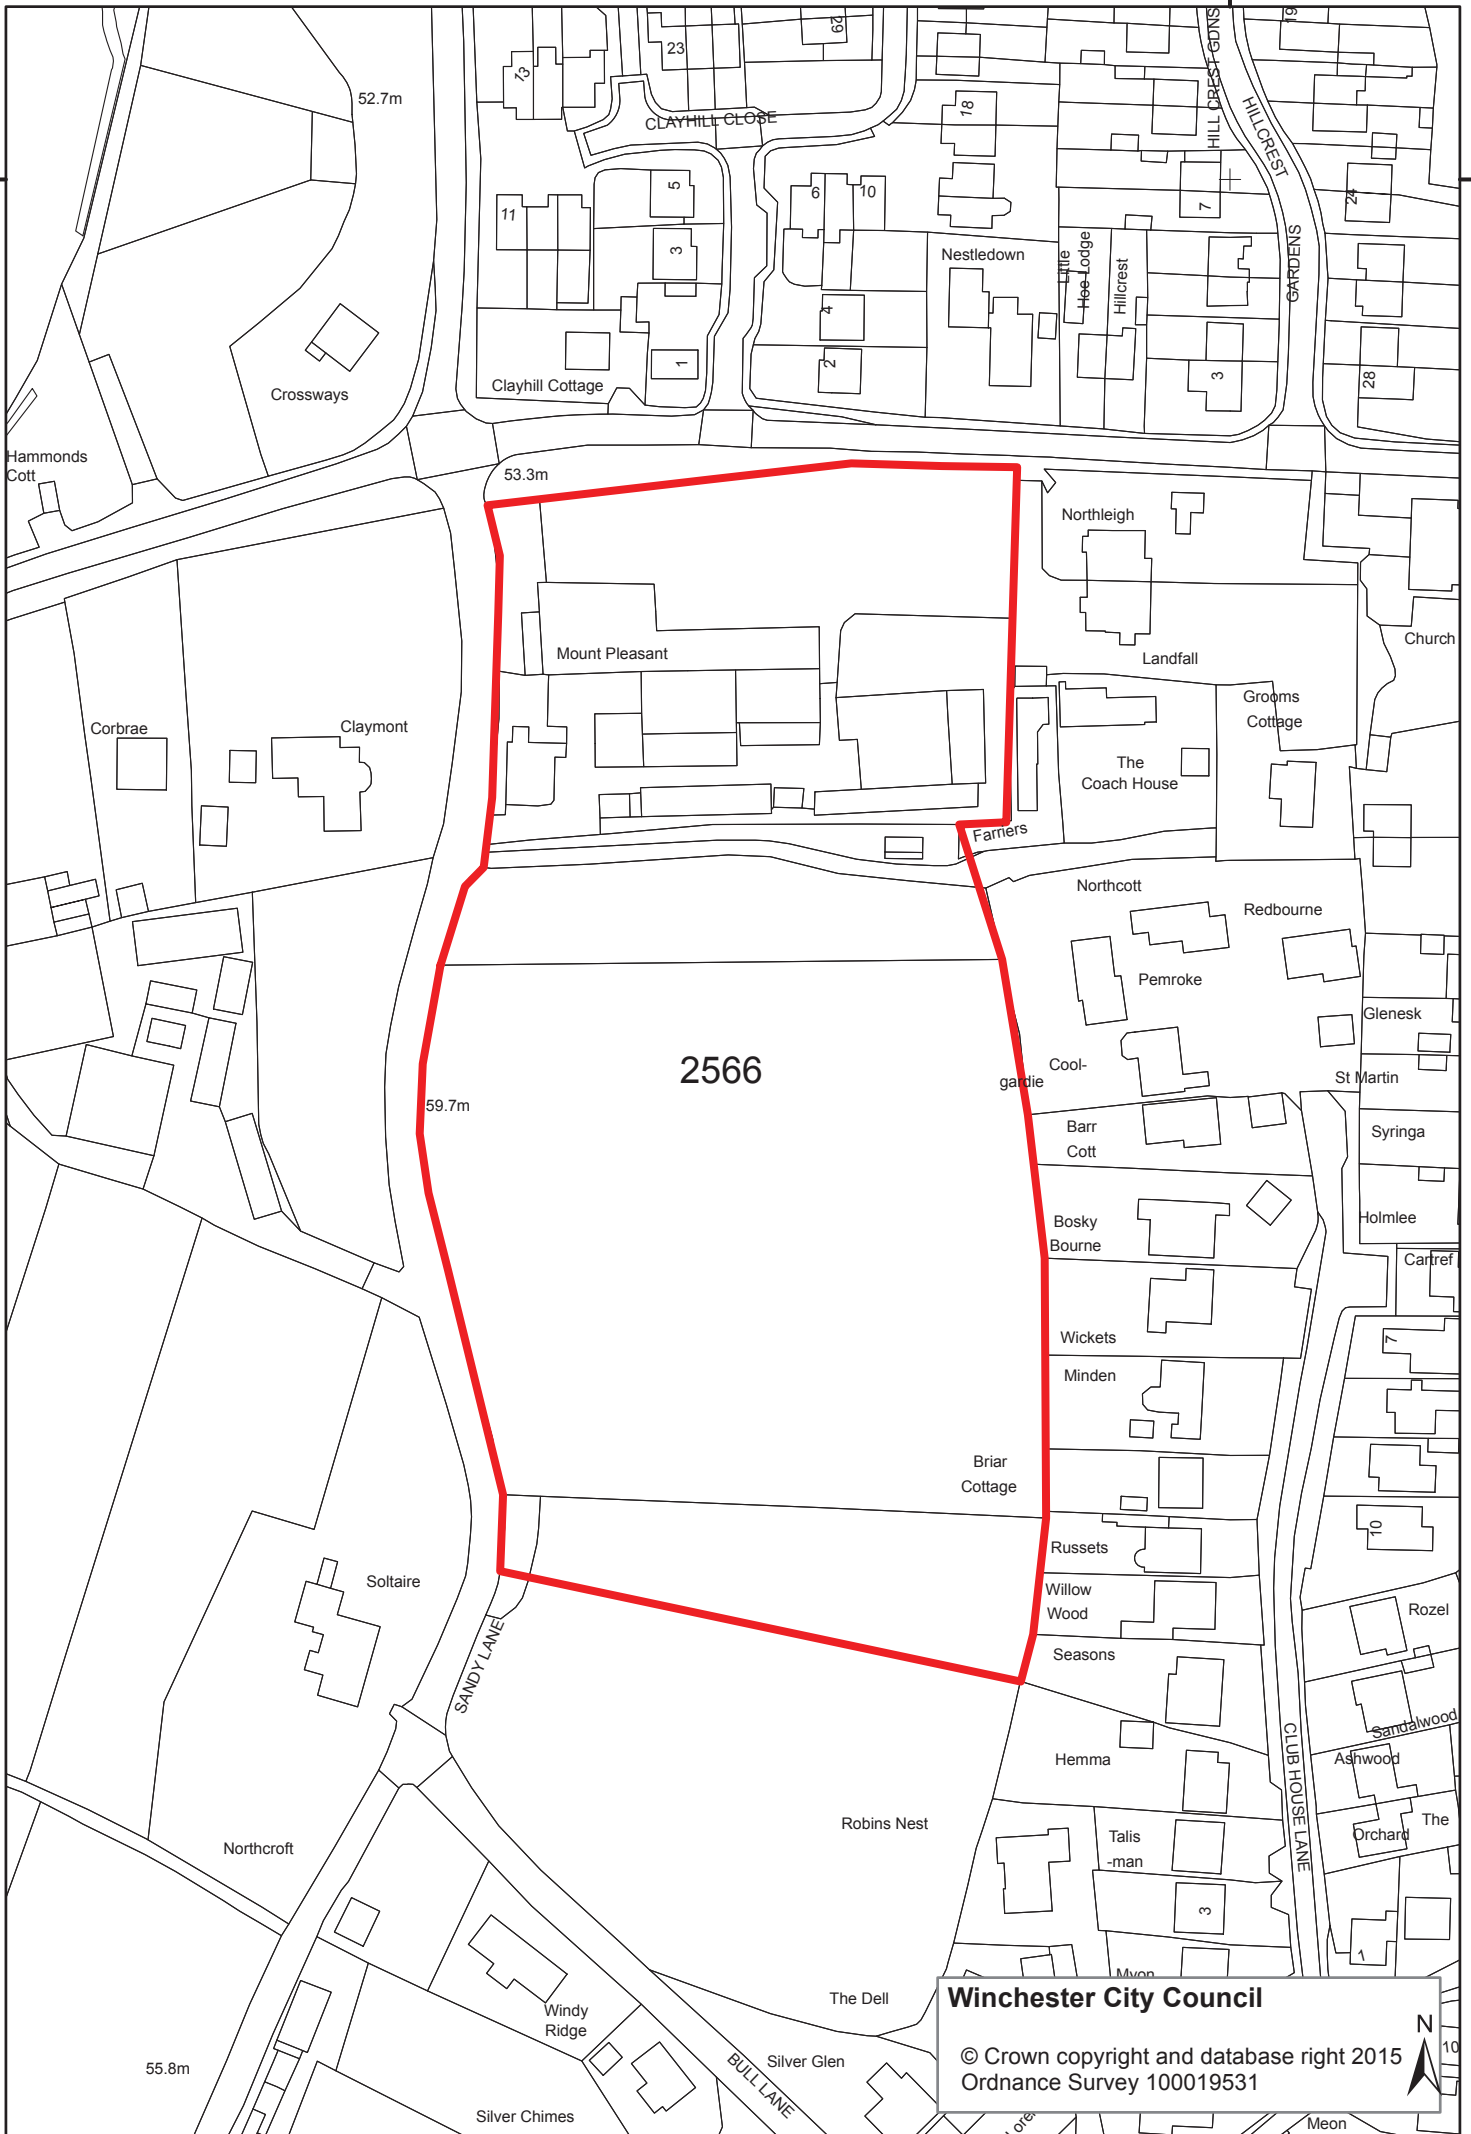 52.7m
13
23
29
19
CLAYHILL CLOSE
18
HILL CREST GDNS
HILLCREST
GARDENS
11
5
3
6
10
7
24
Nestledown
Little
Hoe Lodge
Hillcrest
4
2
1
3
28
Crossways
Clayhill Cottage
Hammonds
Cott
53.3m
Northleigh
Mount Pleasant
Landfall
Church
Corbrae
Claymont
Grooms
Cottage
The
Coach House
Farriers
Northcott
Redbourne
Pemroke
Glenesk
2566
Cool-
gardie
St Martin
59.7m
Barr
Cott
Syringa
Bosky
Bourne
Holmlee
Cartref
Wickets
7
Minden
Briar
Cottage
10
Russets
Soltaire
Willow
Wood
Rozel
SANDY LANE
Seasons
Sandalwood
Hemma
Ashwood
CLUB HOUSE LANE
Robins Nest
Talis
-man
Orchard
The
Northcroft
3
1
Myon
The Dell
Windy
Ridge
BULL LANE
Silver Glen
55.8m
Silver Chimes
Winchester City Council
© Crown copyright and database right 2015
Ordnance Survey 100019531
N
10
Meon